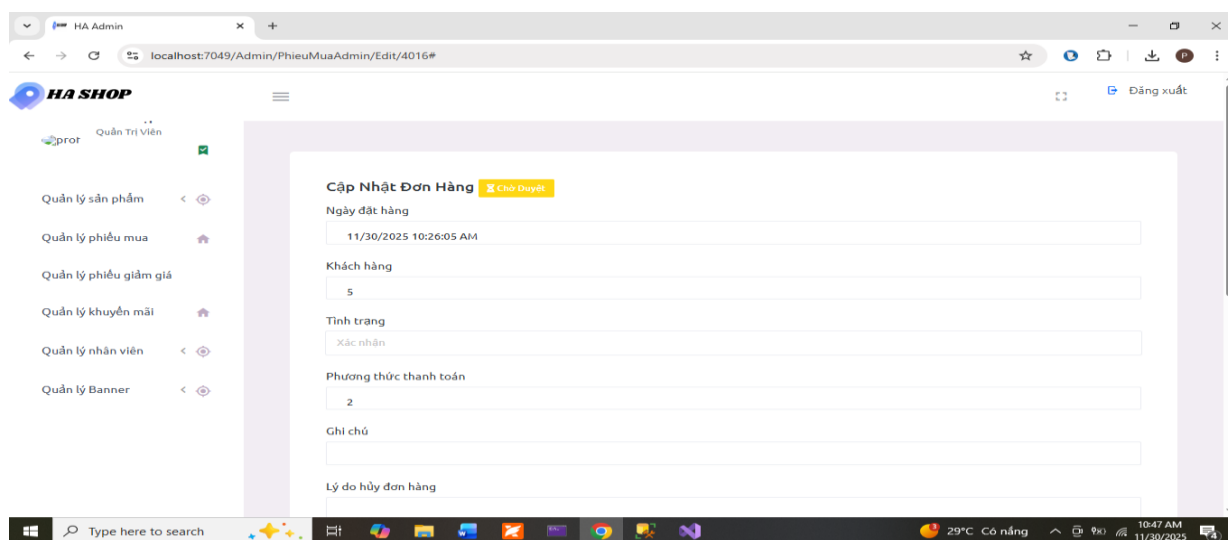 HA Admin
localhost:7049/Admin/PhieuMuaAdmin/Edit/4016#
P
HA SHOP
Đăng xuất
prof
Quản Trị Viên
Quản lý sản phẩm
Quản lý phiếu mua
Quản lý phiếu giảm giá
Quản lý khuyến mãi
Quản lý nhân viên
Quản lý Banner
Cập Nhật Đơn Hàng
Chờ Duyệt
Ngày đặt hàng
11/30/2025 10:26:05 AM
Khách hàng
5
Tình trạng
Xác nhận
Phương thức thanh toán
2
Ghi chú
Lý do hủy đơn hàng
Type here to search
29°C Có nắng
10:47 AM
11/30/2025